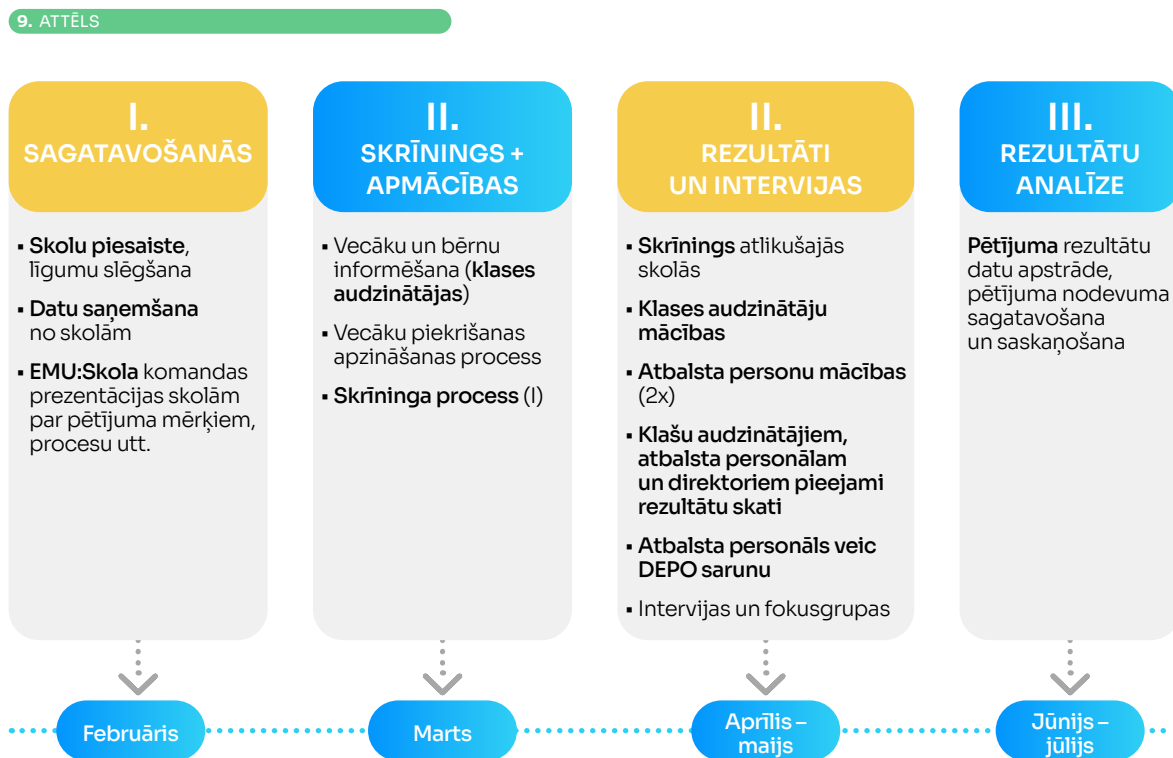 9. ATTĒLS
I.
SAGATAVOŠANĀS
▪ Skolu piesaiste,
līgumu slēgšana
▪ Datu saņemšana
no skolām
▪ EMU:Skola komandas
prezentācijas skolām
par pētījuma mērķiem,
procesu utt.
Februāris
II.
SKRĪNINGS +
APMĀCĪBAS
▪ Vecāku un bērnu
informēšana (klases
audzinātājas)
▪ Vecāku piekrišanas
apzināšanas process
▪ Skrīninga process (I)
Marts
II.
REZULTĀTI
UN INTERVIJAS
▪ Skrīnings atlikušajās
skolās
▪ Klases audzinātāju
mācības
▪ Atbalsta personu mācības
(2x)
▪ Klašu audzinātājiem,
atbalsta personālam
un direktoriem pieejami
rezultātu skati
▪ Atbalsta personāls veic
DEPO sarunu
▪ Intervijas un fokusgrupas
Aprīlis –
maijs
III.
REZULTĀTU
ANALĪZE
Pētījuma rezultātu
datu apstrāde,
pētījuma nodevuma
sagatavošana
un saskaņošana
Jūnijs –
jūlijs